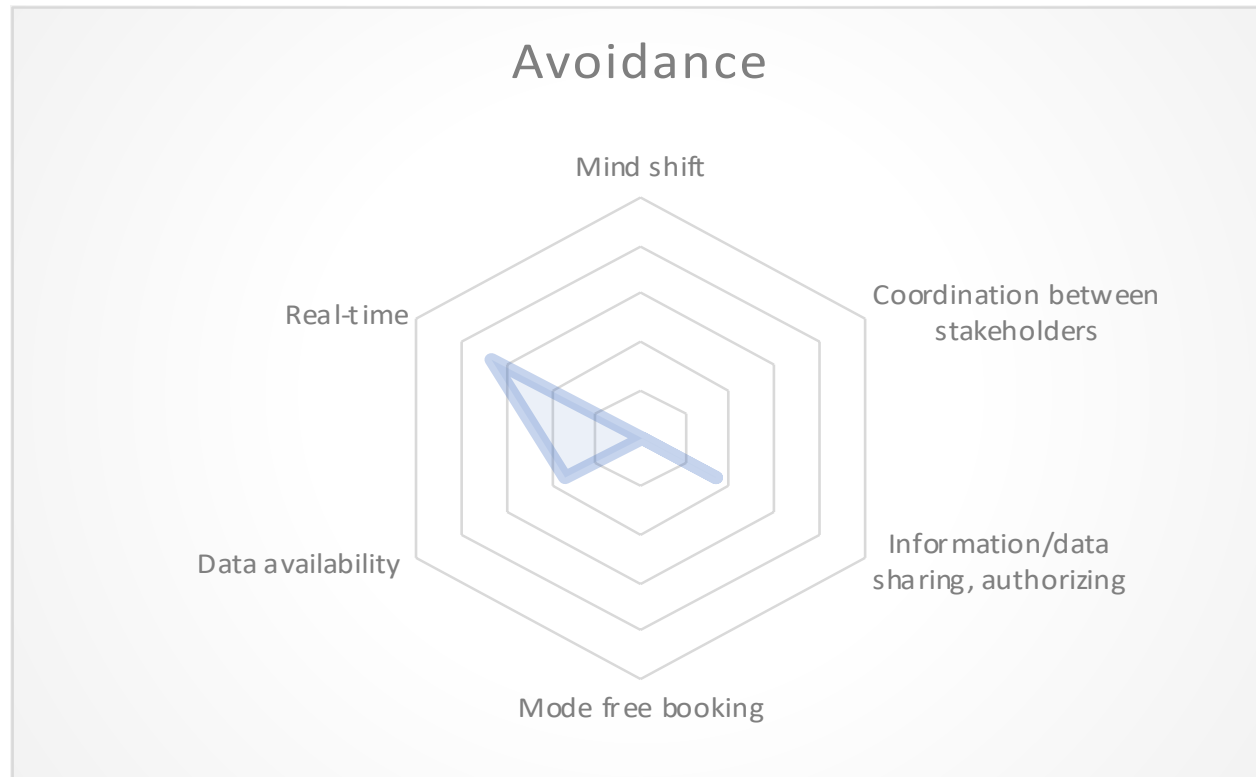 Avoidance
Mind shift
Coordination between
stakeholders
Real-time
Information/data
sharing, authorizing
Data availability
Mode free booking